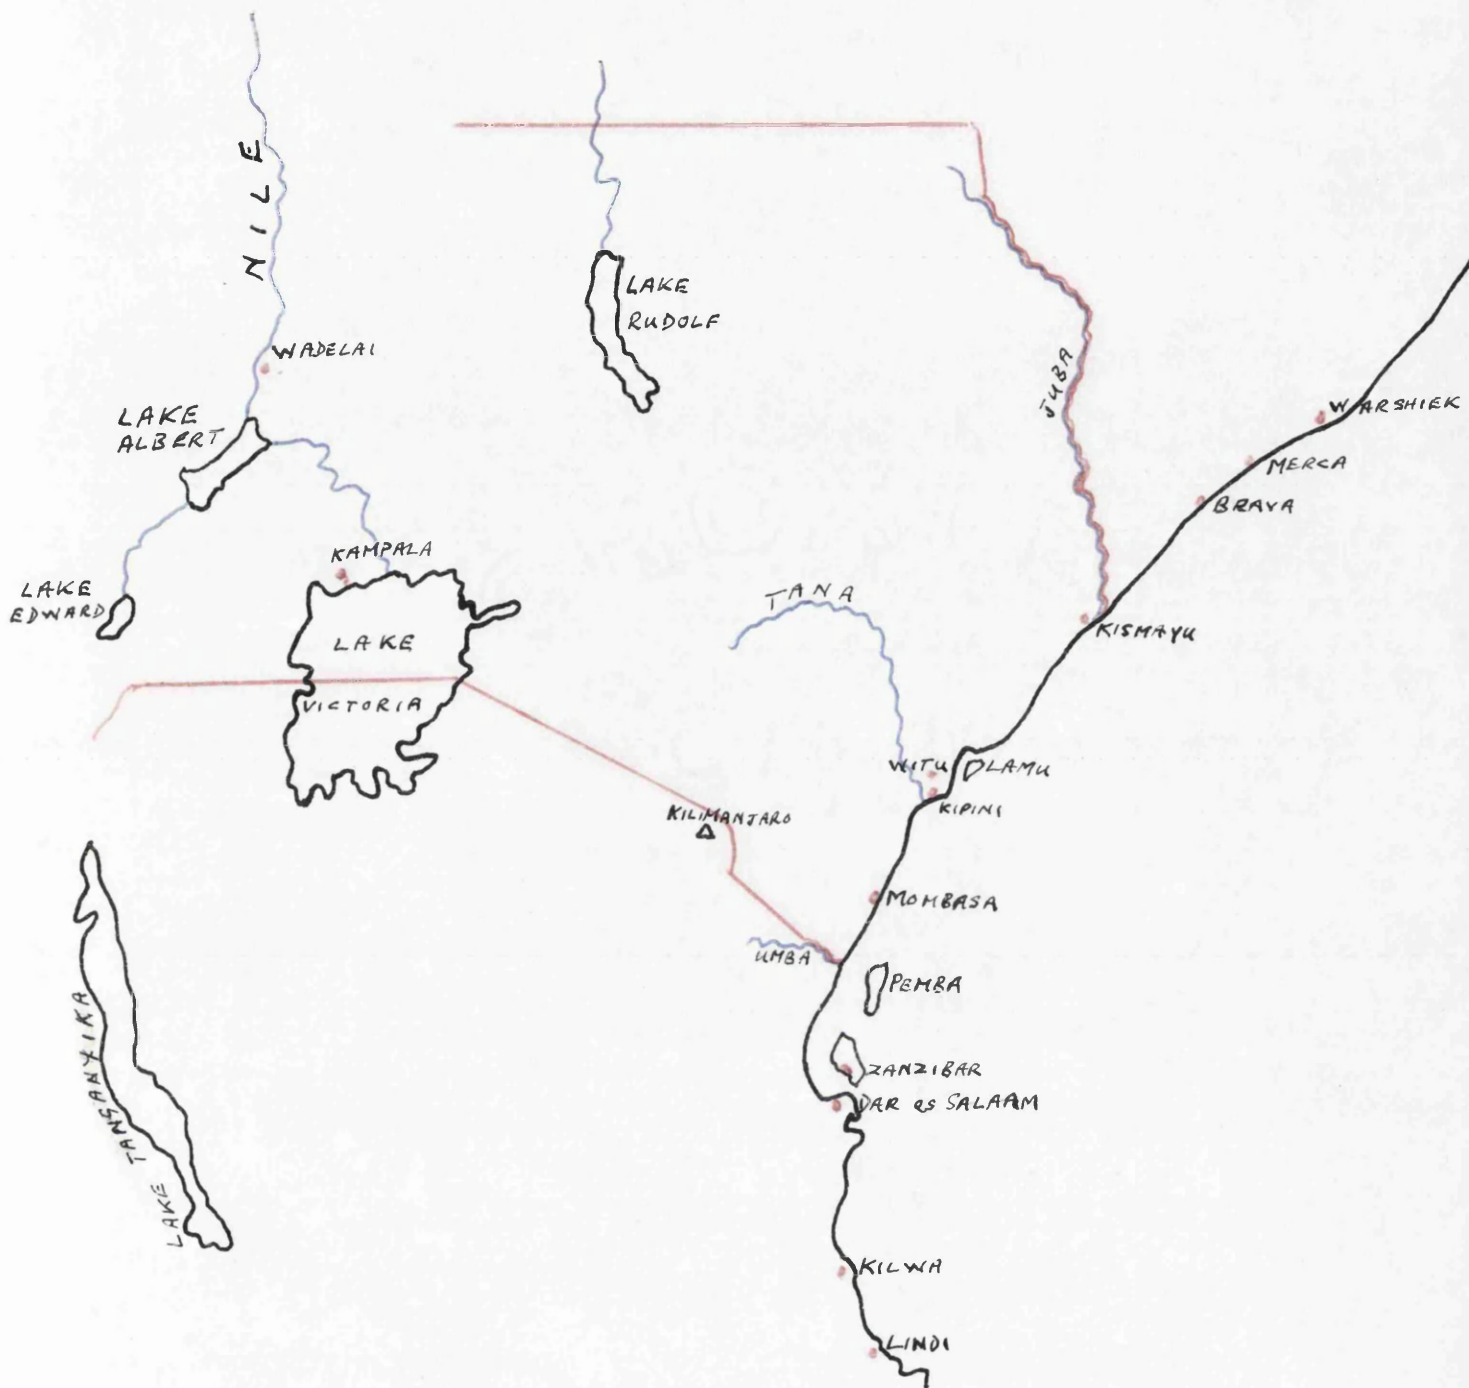 NILE
LAKE
RUDOLF
WADELAI
JUBA
LAKE
ALBERT
WARSHIEK
MERCA
BRAVA
KAMPALA
LAKE
EDWARD
TANA
LAKE
VICTORIA
KISMAYU
WITU
LAMU
KIPINI
KILIMANJARO
MOMBASA
UMBA
PEMBA
LAKE TANGANYIKA
ZANZIBAR
DAR es SALAAM
KILWA
LINDI